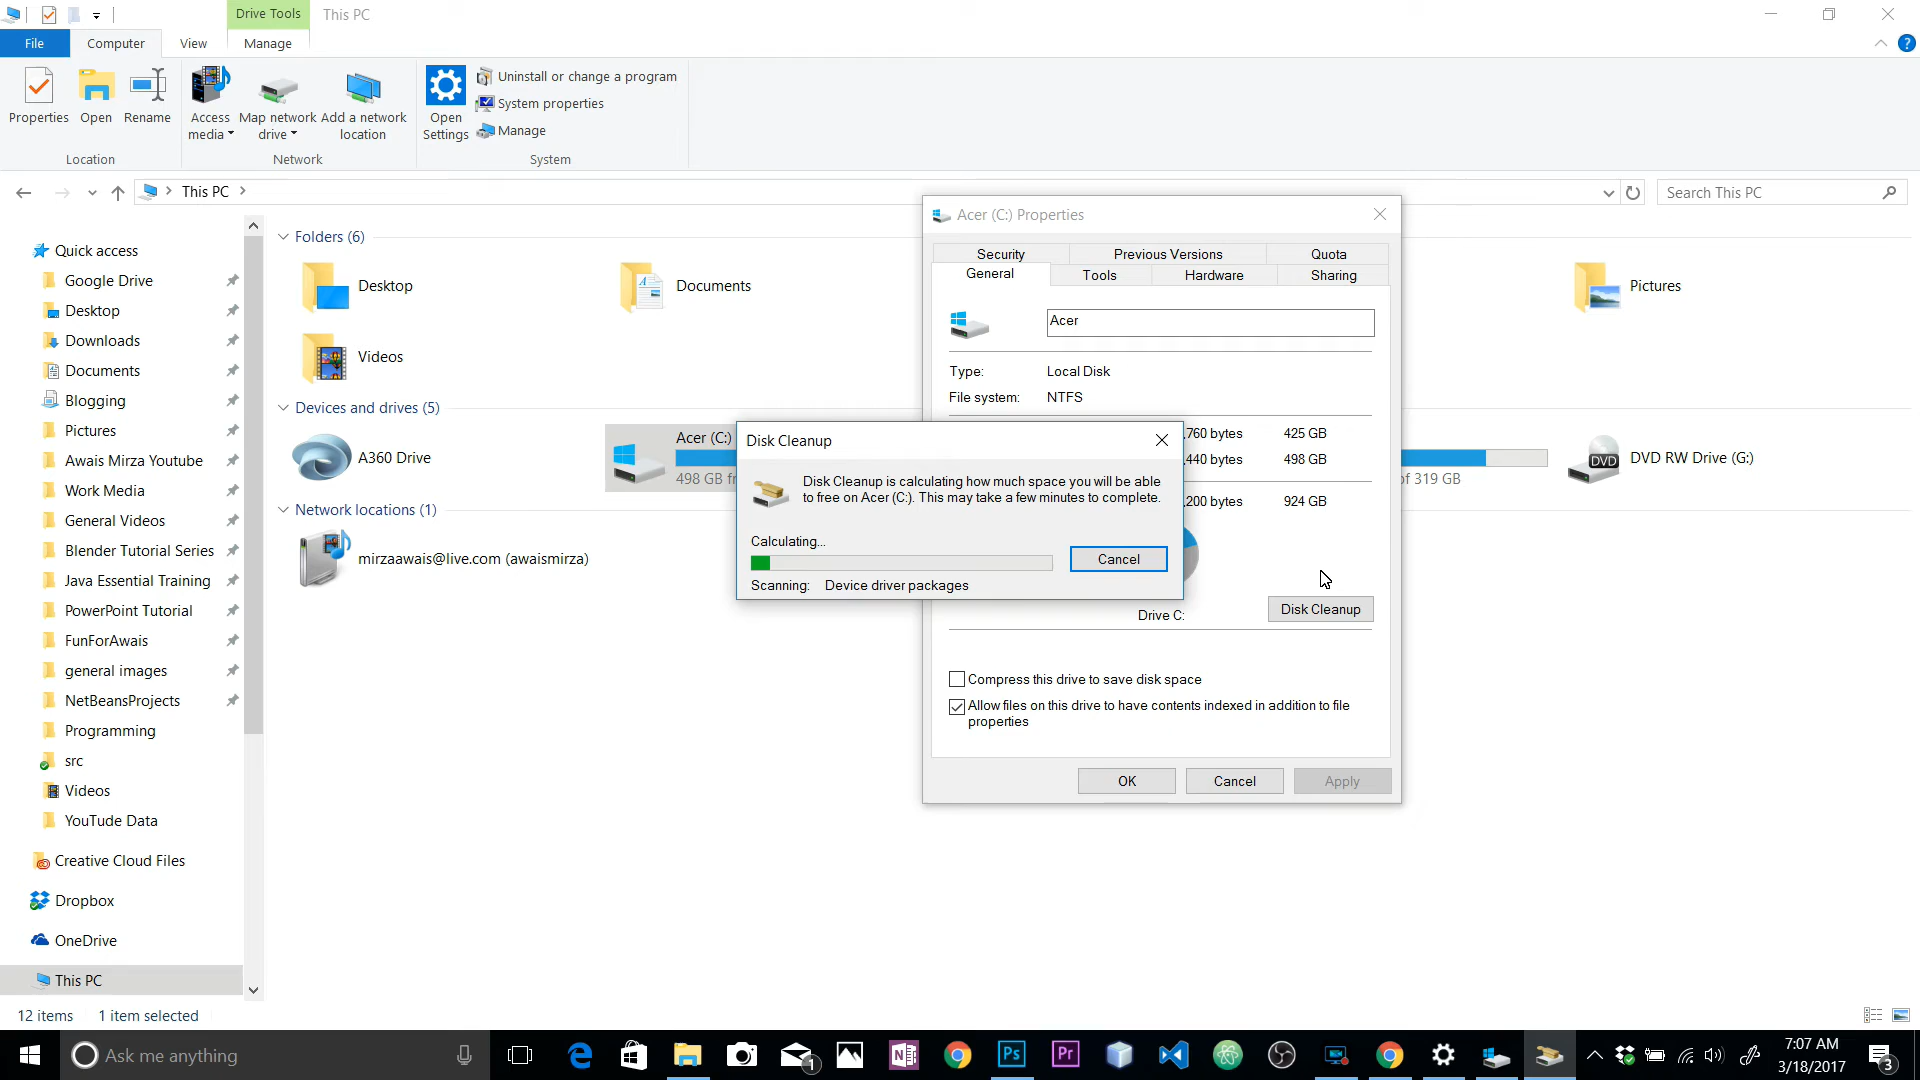 Drive Tools
This PC
File
Computer
View
Manage
Properties
Open
Rename
Access
media
Map network
drive
Add a network
location
Open
Settings
Uninstall or change a program
System properties
Manage
Location
Network
System
This PC
Search This PC
Quick access
Google Drive
Desktop
Downloads
Documents
Blogging
Pictures
Awais Mirza Youtube
Work Media
General Videos
Blender Tutorial Series
Java Essential Training
PowerPoint Tutorial
FunForAwais
general images
NetBeansProjects
Programming
src
Videos
YouTube Data
Creative Cloud Files
Dropbox
OneDrive
This PC
Folders (6)
Desktop
Documents
Pictures
Videos
Devices and drives (5)
A360 Drive
Acer (C:)
498 GB fr
of 319 GB
DVD
DVD RW Drive (G:)
Network locations (1)
mirzaawais@live.com (awaismirza)
Acer (C:) Properties
Security
Previous Versions
Quota
General
Tools
Hardware
Sharing
Acer
Type:
Local Disk
File system:
NTFS
,760 bytes
425 GB
,440 bytes
498 GB
,200 bytes
924 GB
Drive C:
Disk Cleanup
Compress this drive to save disk space
Allow files on this drive to have contents indexed in addition to file
properties
OK
Cancel
Apply
Disk Cleanup
Disk Cleanup is calculating how much space you will be able
to free on Acer (C:). This may take a few minutes to complete.
Calculating...
Cancel
Scanning: Device driver packages
12 items
1 item selected
Ask me anything
1
N
Ps
Pr
7:07 AM
3/18/2017
3